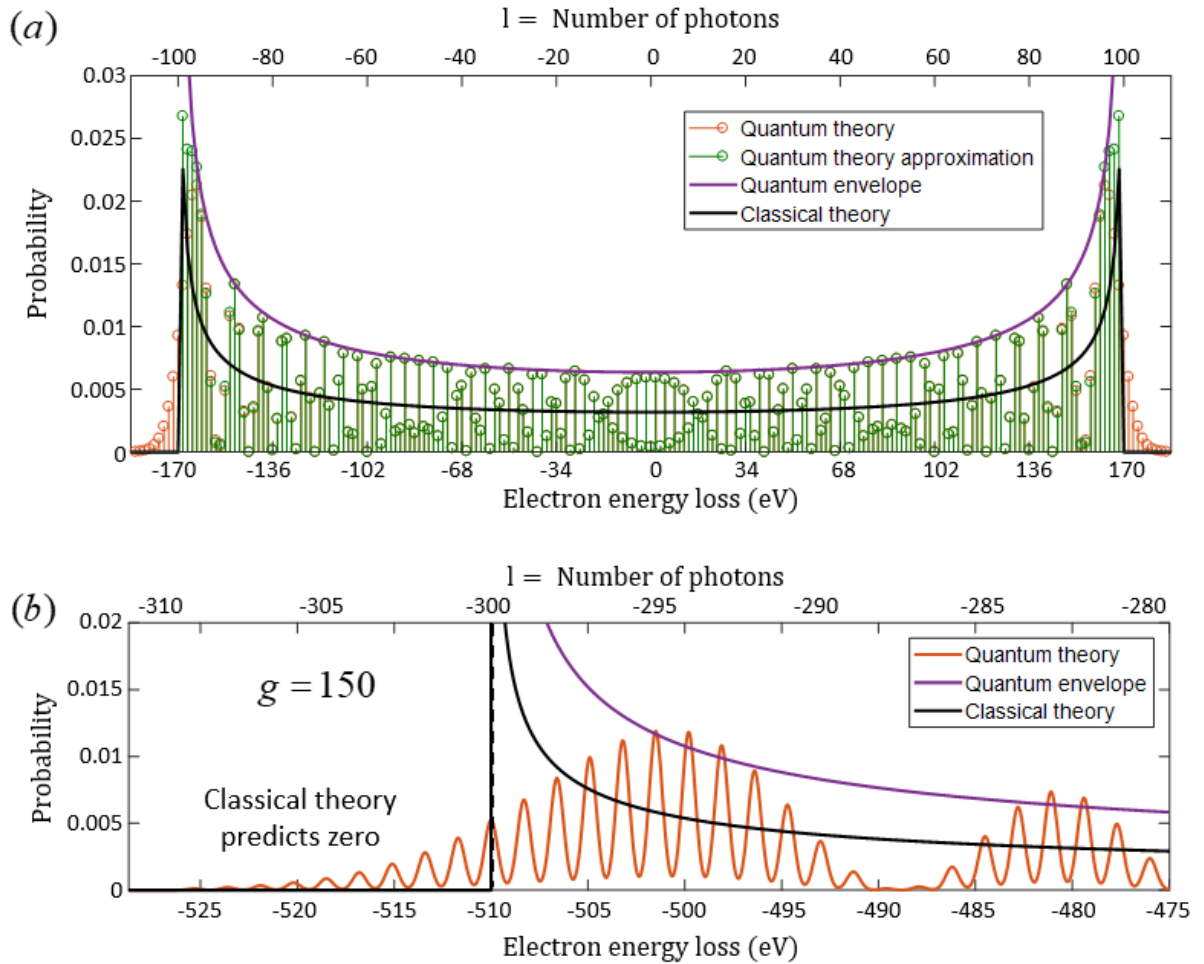 (a)
l = Number of photons
-100 -80 -60 -40 -20 0 20 40 60 80 100
0.03
0.025
0.02
0.015
0.01
0.005
0
Probability
Quantum theory
Quantum theory approximation
Quantum envelope
Classical theory
-170 -136 -102 -68 -34 0 34 68 102 136 170
Electron energy loss (eV)
(b)
l = Number of photons
-310 -305 -300 -295 -290 -285 -280
0.02
0.015
0.01
0.005
0
Probability
g = 150
Classical theory
predicts zero
Quantum theory
Quantum envelope
Classical theory
-525 -520 -515 -510 -505 -500 -495 -490 -485 -480 -475
Electron energy loss (eV)